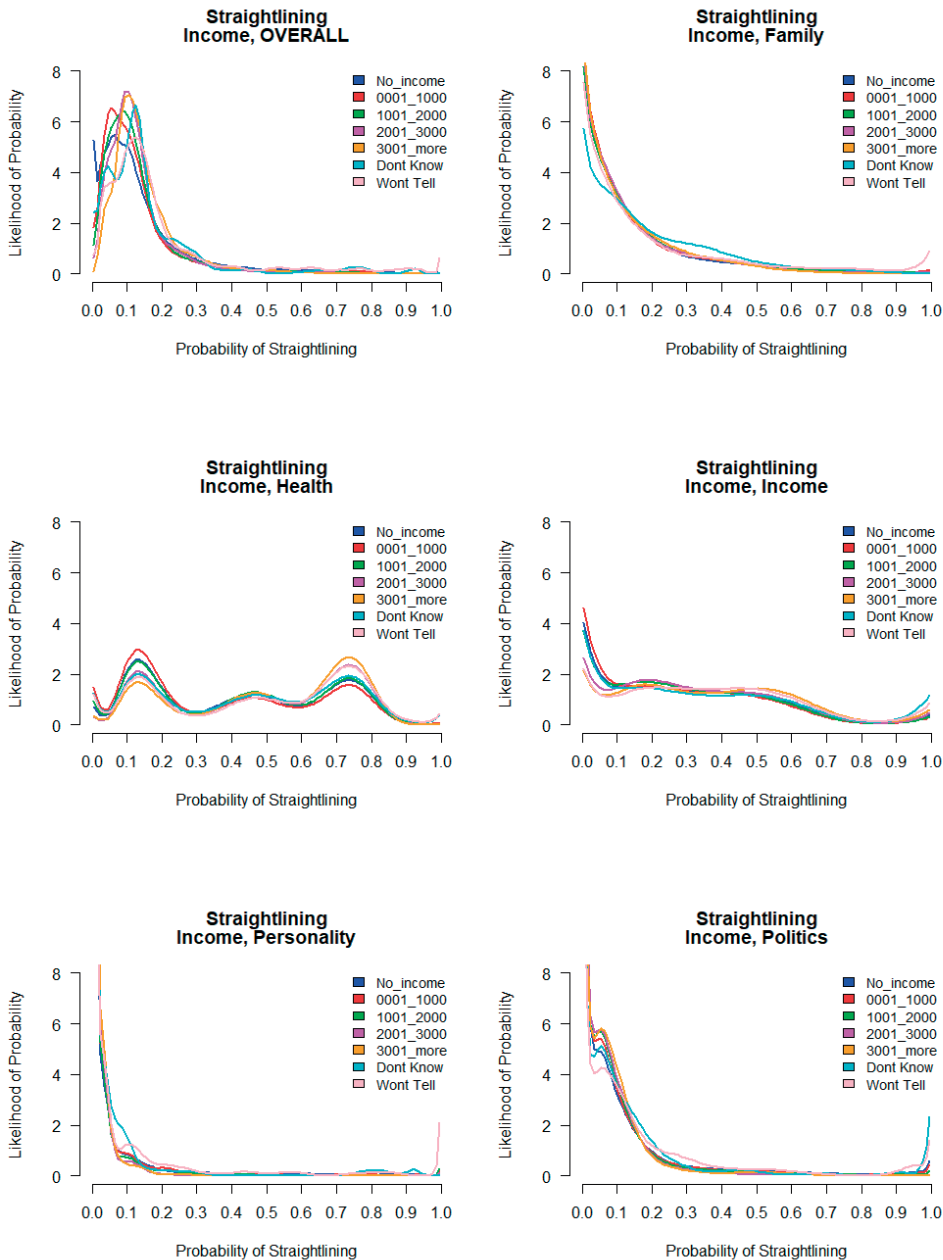 Straightlining
Income, OVERALL
Likelihood of Probability
8
6
4
2
0
No_income
0001_1000
1001_2000
2001_3000
3001_more
Dont Know
Wont Tell
0.0 0.1 0.2 0.3 0.4 0.5 0.6 0.7 0.8 0.9 1.0
Probability of Straightlining
Straightlining
Income, Family
Likelihood of Probability
8
6
4
2
0
No_income
0001_1000
1001_2000
2001_3000
3001_more
Dont Know
Wont Tell
0.0 0.1 0.2 0.3 0.4 0.5 0.6 0.7 0.8 0.9 1.0
Probability of Straightlining
Straightlining
Income, Health
Likelihood of Probability
8
6
4
2
0
No_income
0001_1000
1001_2000
2001_3000
3001_more
Dont Know
Wont Tell
0.0 0.1 0.2 0.3 0.4 0.5 0.6 0.7 0.8 0.9 1.0
Probability of Straightlining
Straightlining
Income, Income
Likelihood of Probability
8
6
4
2
0
No_income
0001_1000
1001_2000
2001_3000
3001_more
Dont Know
Wont Tell
0.0 0.1 0.2 0.3 0.4 0.5 0.6 0.7 0.8 0.9 1.0
Probability of Straightlining
Straightlining
Income, Personality
Likelihood of Probability
8
6
4
2
0
No_income
0001_1000
1001_2000
2001_3000
3001_more
Dont Know
Wont Tell
0.0 0.1 0.2 0.3 0.4 0.5 0.6 0.7 0.8 0.9 1.0
Probability of Straightlining
Straightlining
Income, Politics
Likelihood of Probability
8
6
4
2
0
No_income
0001_1000
1001_2000
2001_3000
3001_more
Dont Know
Wont Tell
0.0 0.1 0.2 0.3 0.4 0.5 0.6 0.7 0.8 0.9 1.0
Probability of Straightlining